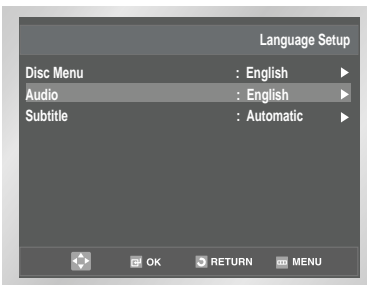 Language Setup
Disc Menu : English
Audio : English
Subtitle : Automatic
OK RETURN MENU